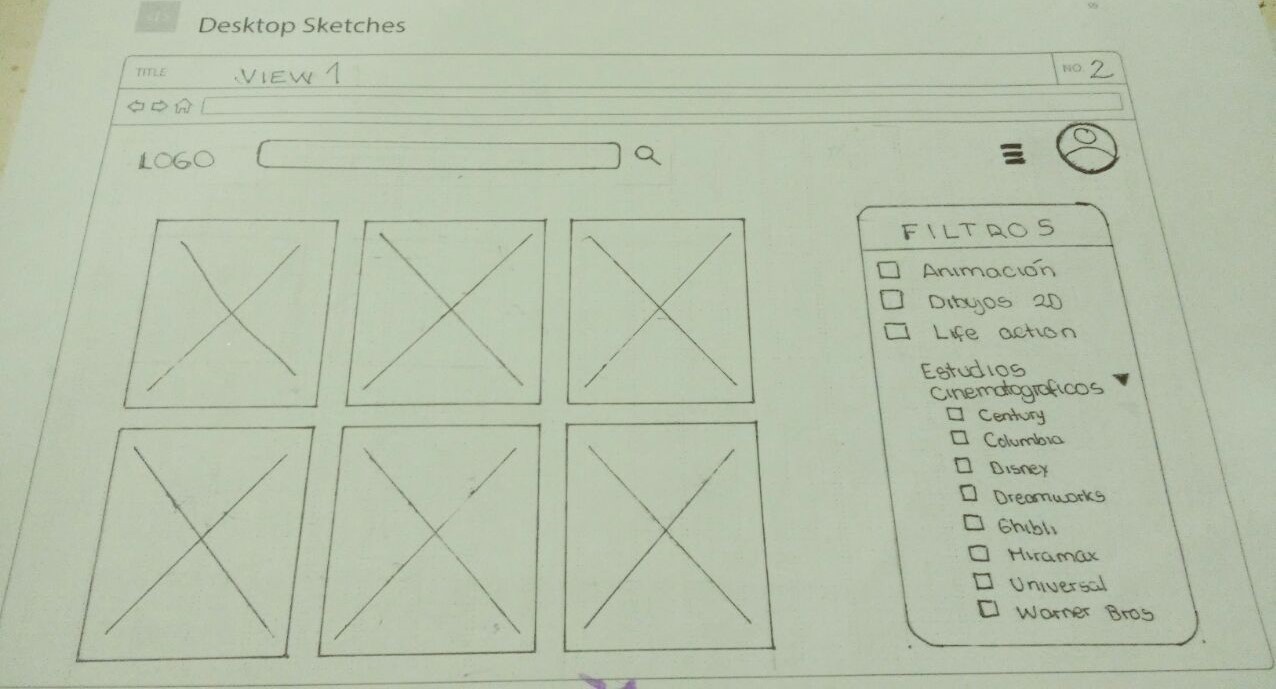 Desktop Sketches
TITLE VIEW 1 NO. 2
LOGO
FILTROS
Animación
Dibujos 2D
Life action
Estudios
Cinematograficos
Century
Columbia
Disney
Dreamworks
Ghibli
Miramax
Universal
Warner Bros